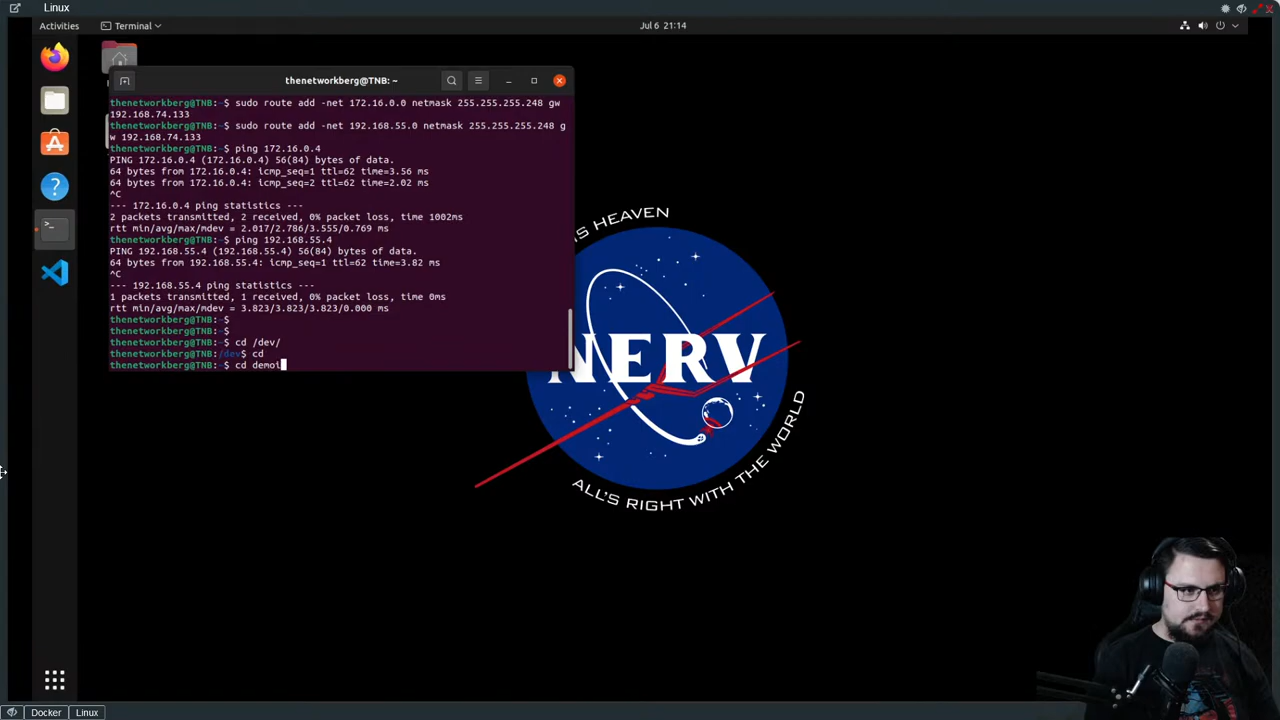 Linux
Activities
Terminal
Jul 6 21:14
thenetworkberg@TNB: ~
thenetworkberg@TNB:~$ sudo route add -net 172.16.0.0 netmask 255.255.255.248 gw
192.168.74.133
thenetworkberg@TNB:~$ sudo route add -net 192.168.55.0 netmask 255.255.255.248 g
w 192.168.74.133
thenetworkberg@TNB:~$ ping 172.16.0.4
PING 172.16.0.4 (172.16.0.4) 56(84) bytes of data.
64 bytes from 172.16.0.4: icmp_seq=1 ttl=62 time=3.56 ms
64 bytes from 172.16.0.4: icmp_seq=2 ttl=62 time=2.02 ms
^C
--- 172.16.0.4 ping statistics ---
2 packets transmitted, 2 received, 0% packet loss, time 1002ms
rtt min/avg/max/mdev = 2.017/2.786/3.555/0.769 ms
thenetworkberg@TNB:~$ ping 192.168.55.4
PING 192.168.55.4 (192.168.55.4) 56(84) bytes of data.
64 bytes from 192.168.55.4: icmp_seq=1 ttl=62 time=3.82 ms
^C
--- 192.168.55.4 ping statistics ---
1 packets transmitted, 1 received, 0% packet loss, time 0ms
rtt min/avg/max/mdev = 3.823/3.823/3.823/0.000 ms
thenetworkberg@TNB:~$
thenetworkberg@TNB:~$
thenetworkberg@TNB:~$ cd /dev/
thenetworkberg@TNB:/dev$ cd
thenetworkberg@TNB:~$ cd demoi
IS HEAVEN
NERV
ALL'S RIGHT WITH THE WORLD
Docker
Linux